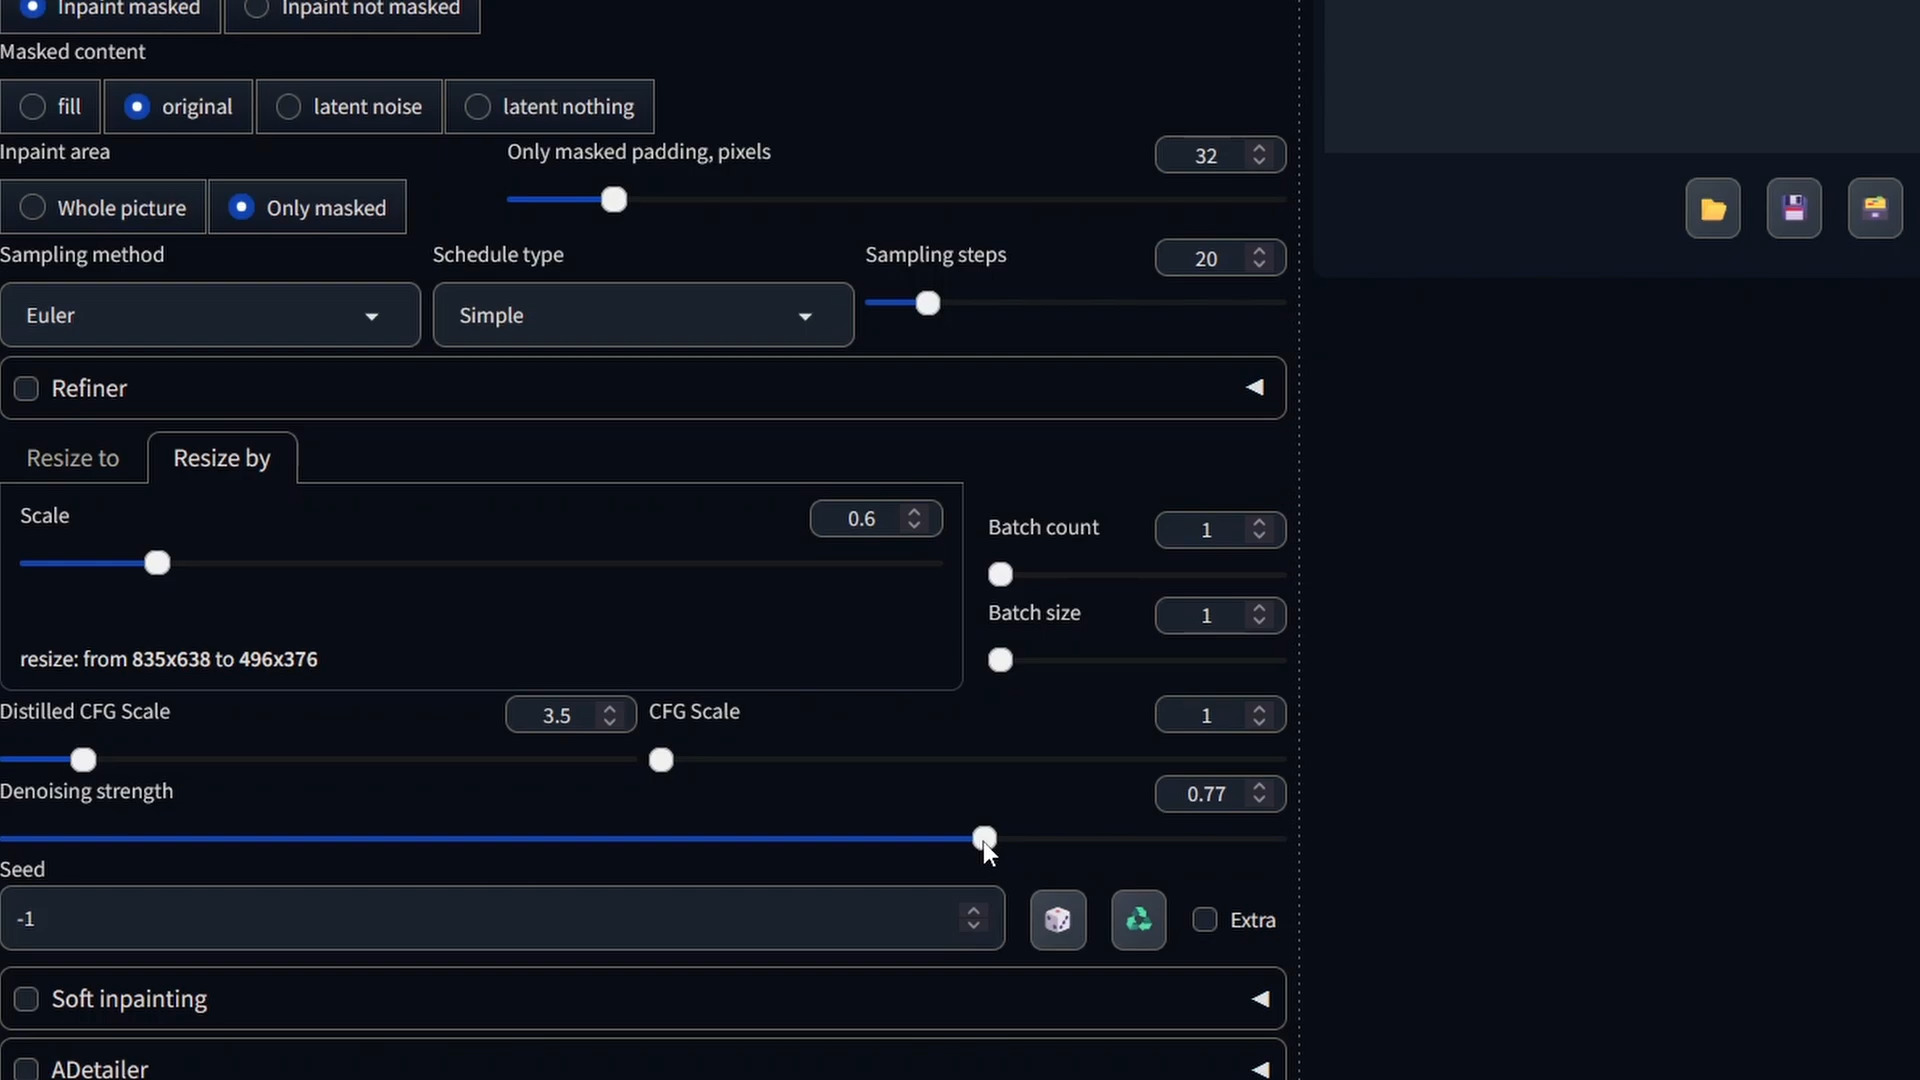 Inpaint masked Inpaint not masked
Masked content
fill original latent noise latent nothing
Inpaint area Only masked padding, pixels 32
Whole picture Only masked
Sampling method Schedule type Sampling steps 20
Euler Simple
Refiner
Resize to Resize by
Scale 0.6
Batch count 1
Batch size 1
resize: from 835x638 to 496x376
Distilled CFG Scale 3.5 CFG Scale 1
Denoising strength 0.77
Seed
-1 Extra
Soft inpainting
ADetailer